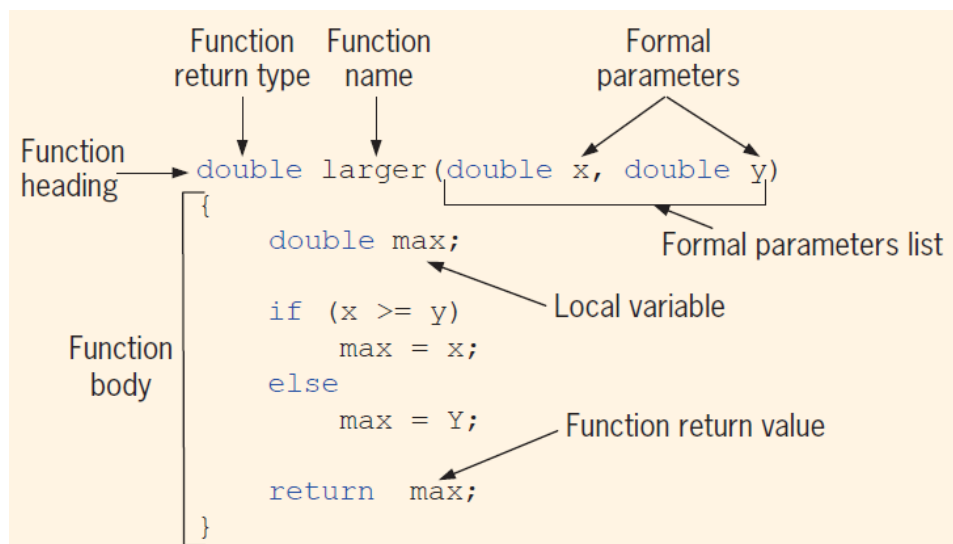 Function Function Formal
return type name parameters
Function
heading
double larger(double x, double y)
{
double max;
Formal parameters list
Local variable
if (x >= y)
max = x;
Function
body
else
max = Y;
Function return value
return max;
}